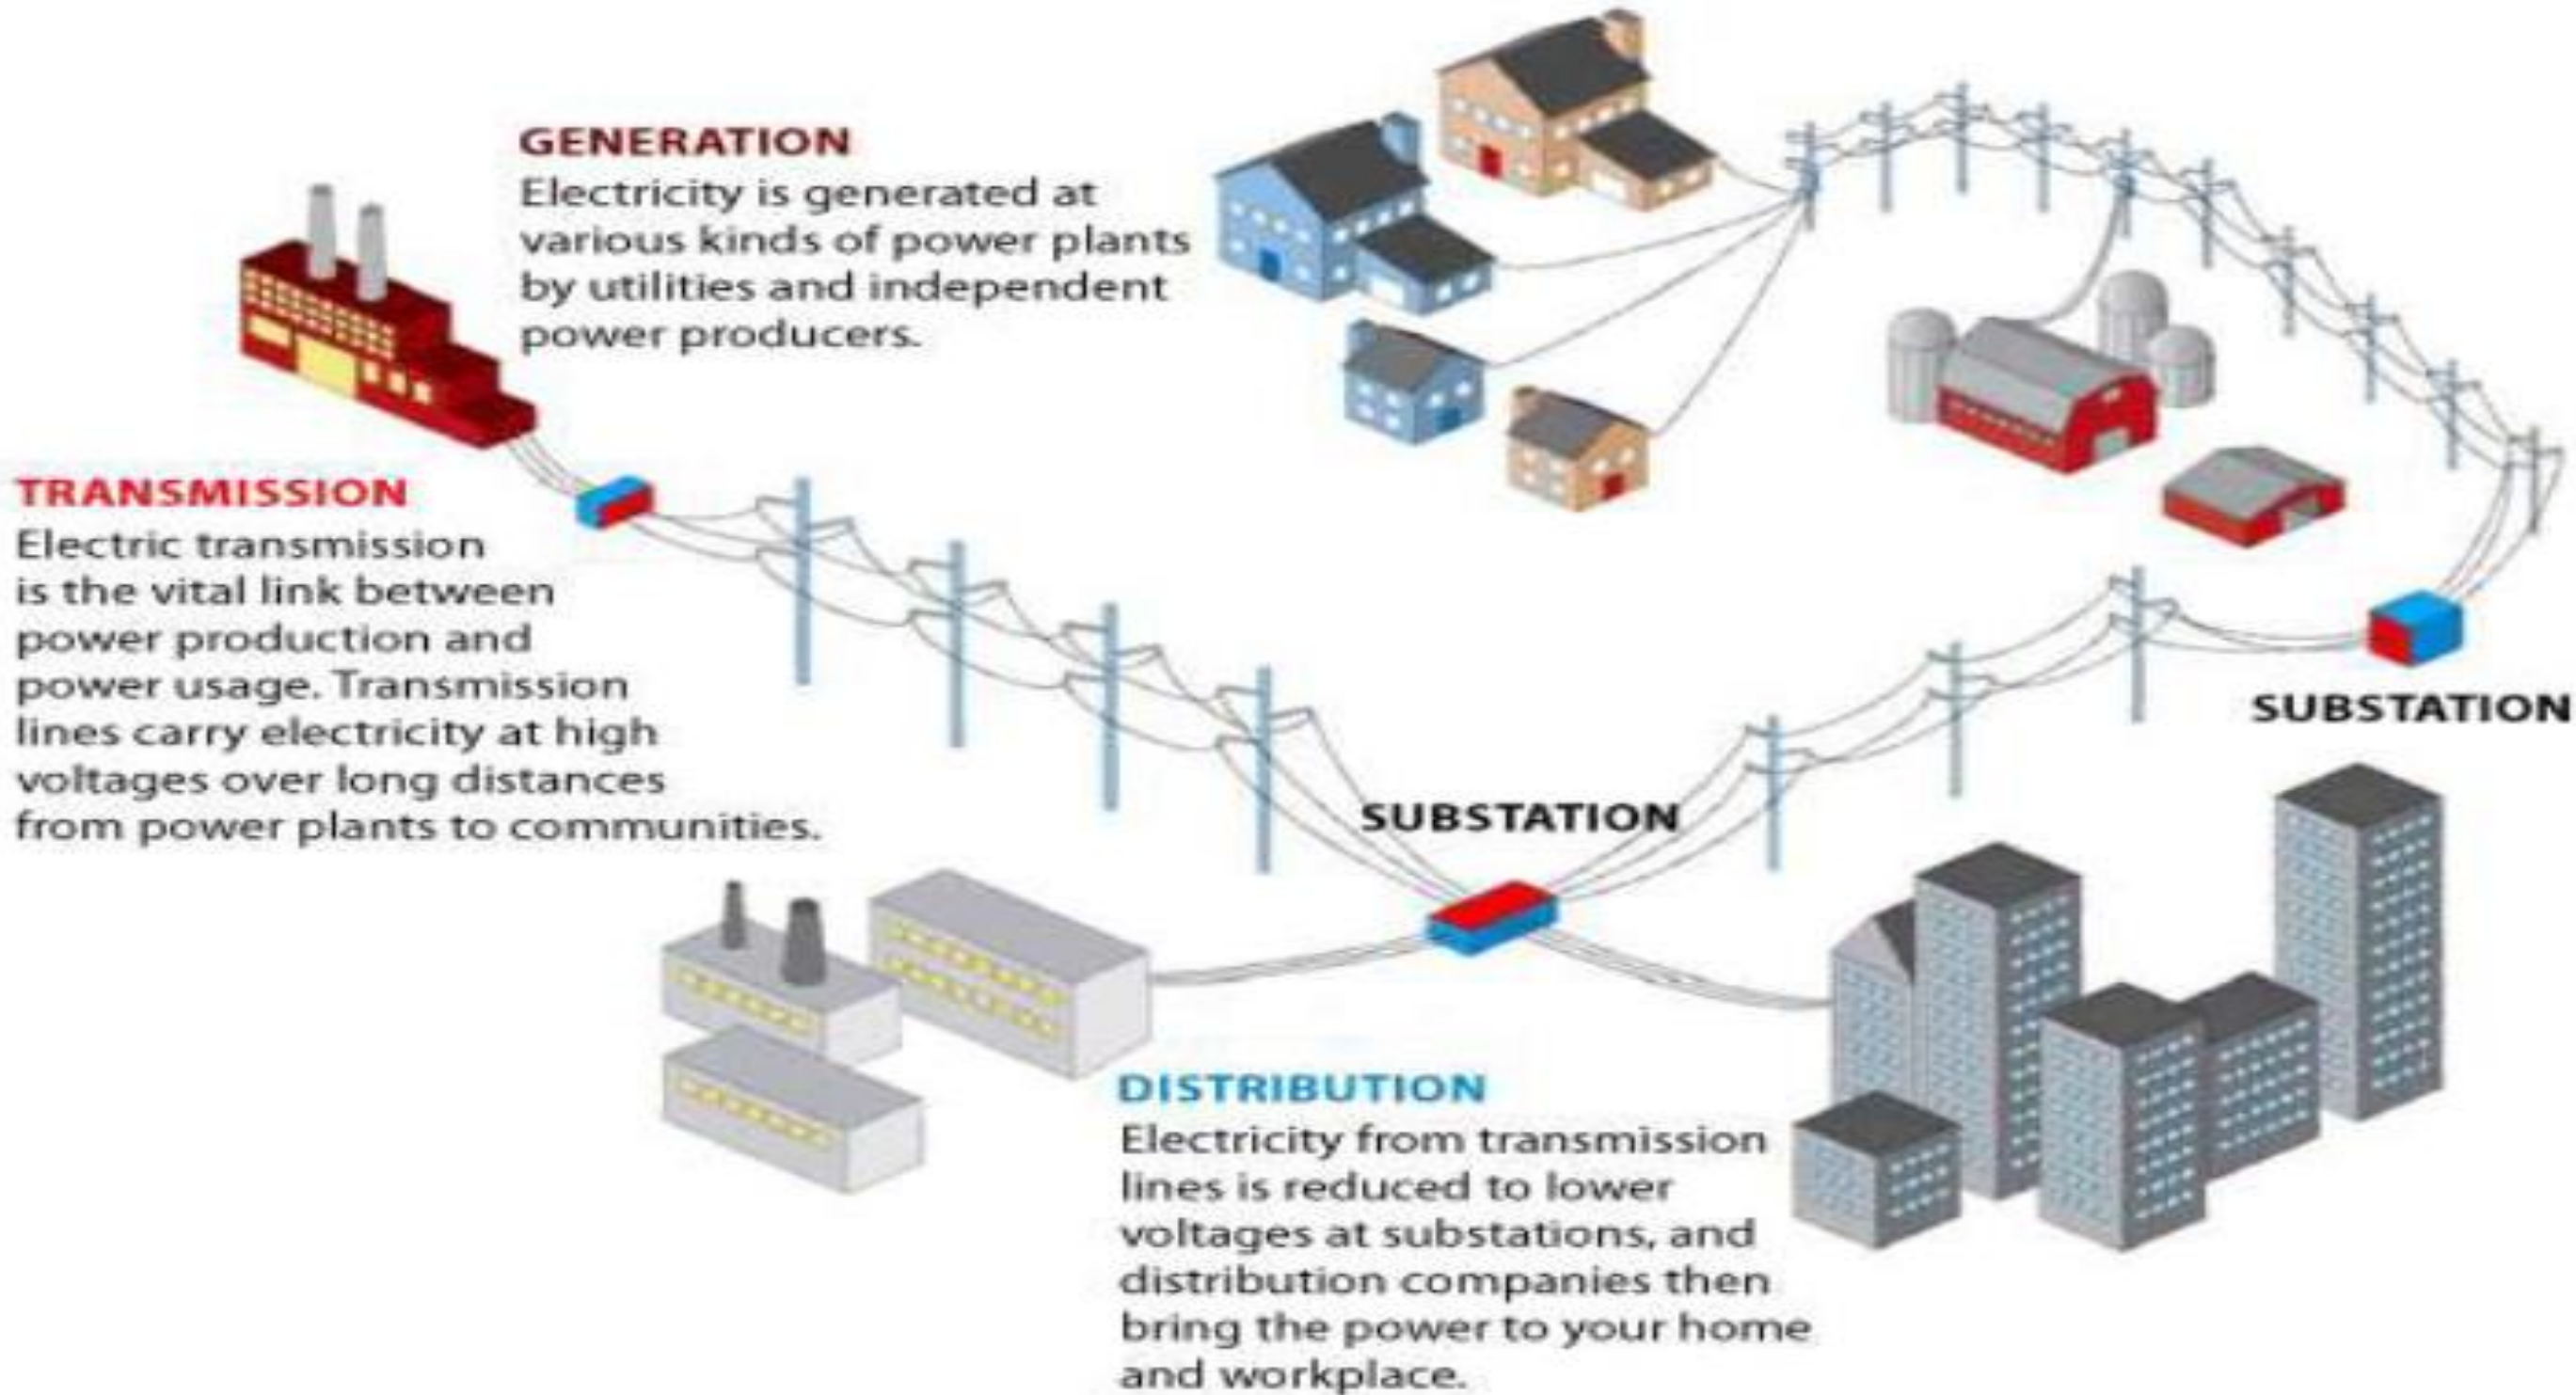 GENERATION
Electricity is generated at
various kinds of power plants
by utilities and independent
power producers.
TRANSMISSION
Electric transmission
is the vital link between
power production and
power usage. Transmission
lines carry electricity at high
voltages over long distances
from power plants to communities.
SUBSTATION
SUBSTATION
DISTRIBUTION
Electricity from transmission
lines is reduced to lower
voltages at substations, and
distribution companies then
bring the power to your home
and workplace.